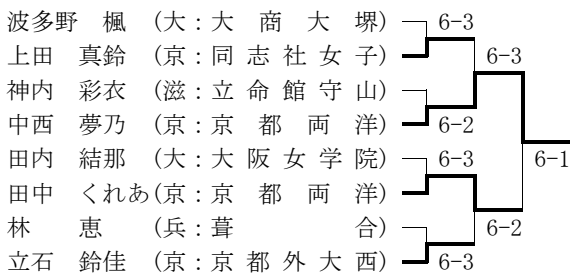 波多野 楓 (大:大商大堺) 6-3
上田 真鈴 (京:同志社女子) 6-3
神内 彩衣 (滋:立命館守山)
中西 夢乃 (京:京都両洋) 6-2
田内 結那 (大:大阪女学院) 6-3 6-1
田中 くれあ(京:京都両洋)
林 恵 (兵:葺合) 6-2
立石 鈴佳 (京:京都外大西) 6-3